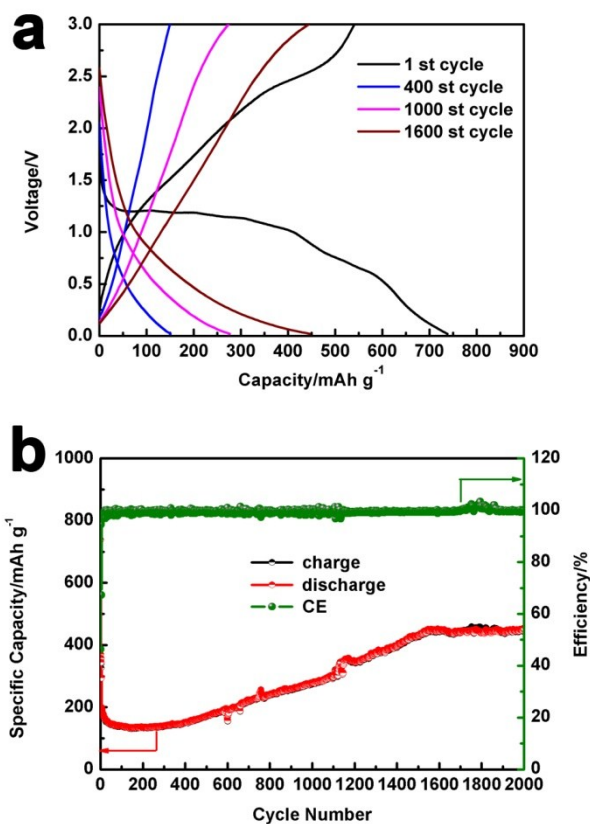 a
3.0
2.5
2.0
1.5
1.0
0.5
0.0
Voltage/V
1 st cycle
400 st cycle
1000 st cycle
1600 st cycle
0 100 200 300 400 500 600 700 800 900
Capacity/mAh g⁻¹
b
1000
800
600
400
200
0
Specific Capacity/mAh g⁻¹
charge
discharge
CE
120
100
80
60
40
20
0
Efficiency/%
0 200 400 600 800 1000 1200 1400 1600 1800 2000
Cycle Number